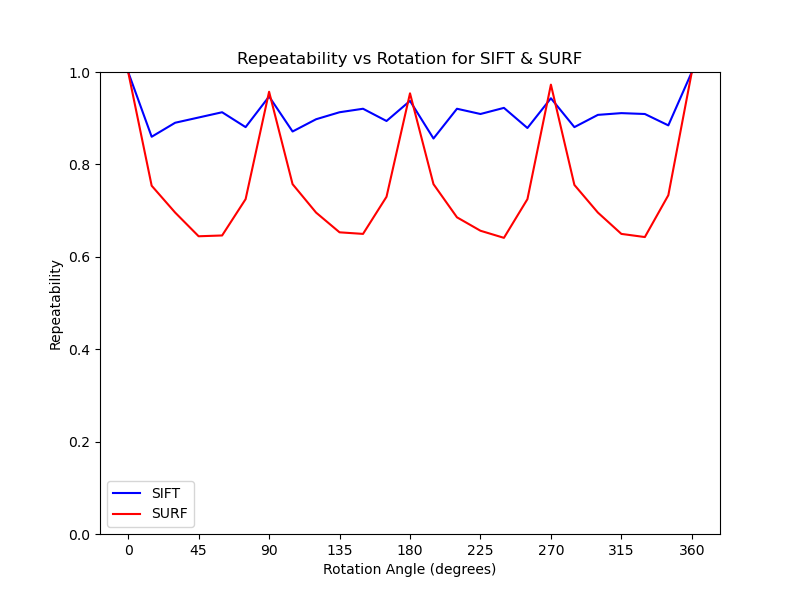 Repeatability vs Rotation for SIFT & SURF
1.0
0.8
0.6
0.4
0.2
0.0
Repeatability
SIFT
SURF
0 45 90 135 180 225 270 315 360
Rotation Angle (degrees)